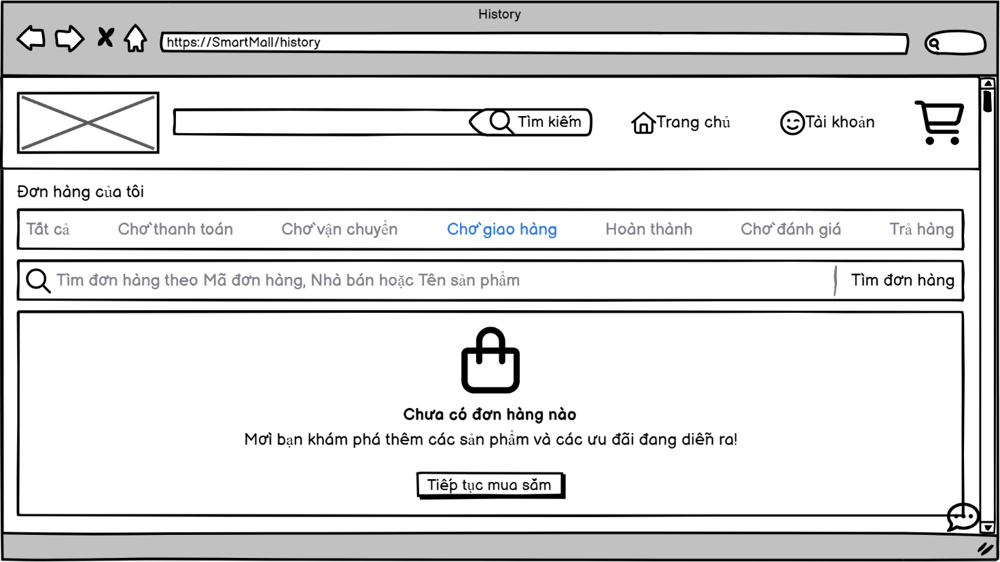 History
https://SmartMall/history
Tìm kiếm
Trang chủ
Tài khoản
Đơn hàng của tôi
Tất cả
Chờ thanh toán
Chờ vận chuyển
Chờ giao hàng
Hoàn thành
Chờ đánh giá
Trả hàng
Tìm đơn hàng theo Mã đơn hàng, Nhà bán hoặc Tên sản phẩm
Tìm đơn hàng
Chưa có đơn hàng nào
Mời bạn khám phá thêm các sản phẩm và các ưu đãi đang diễn ra!
Tiếp tục mua sắm